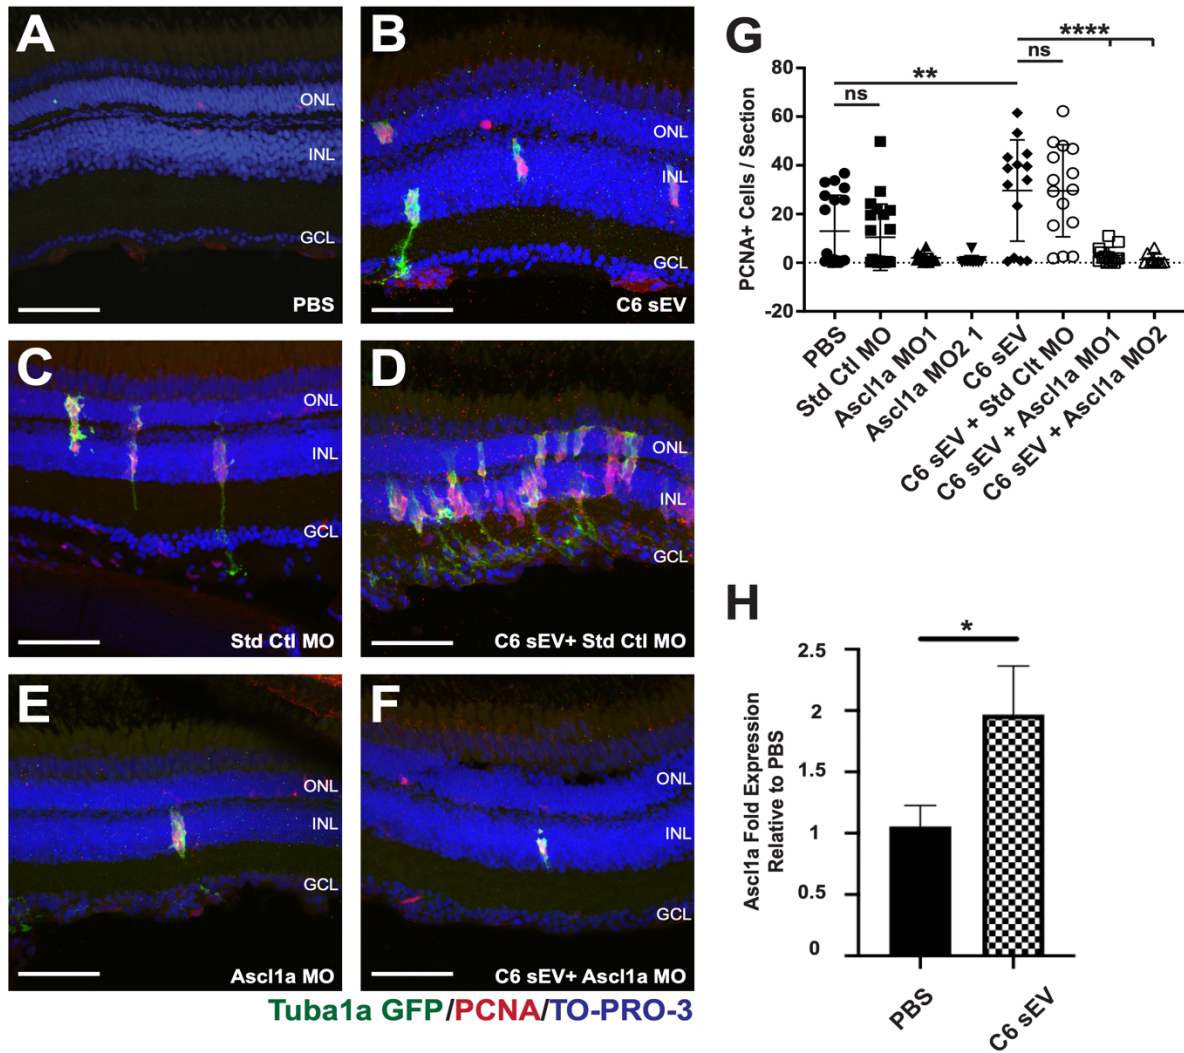 A
ONL
INL
GCL
PBS
B
ONL
INL
GCL
C6 sEV
C
ONL
INL
GCL
Std Ctl MO
D
ONL
INL
GCL
C6 sEV+ Std Ctl MO
E
ONL
INL
GCL
Ascl1a MO
F
ONL
INL
GCL
C6 sEV+ Ascl1a MO
Tuba1a GFP/PCNA/TO-PRO-3
G
****
ns
**
ns
PCNA+ Cells / Section
80
60
40
20
0
-20
PBS
Std Ctl MO
Ascl1a MO1
Ascl1a MO2 1
C6 sEV
C6 sEV + Std Clt MO
C6 sEV + Ascl1a MO1
C6 sEV + Ascl1a MO2
H
*
Ascl1a Fold Expression
Relative to PBS
2.5
2
1.5
1
0.5
0
PBS
C6 sEV